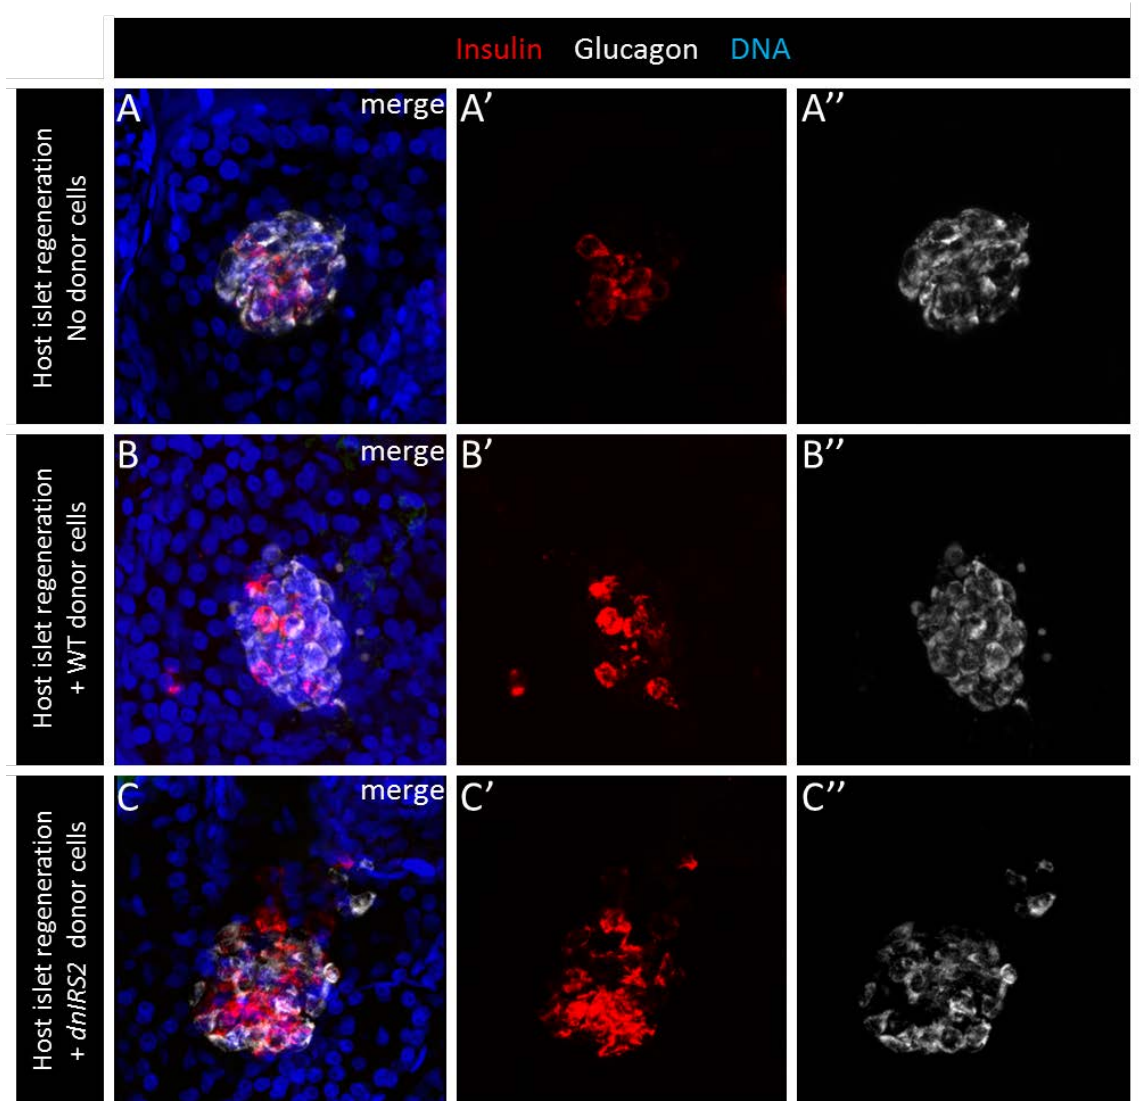 Insulin Glucagon DNA
Host islet regeneration
No donor cells
A merge
A’
A’’
Host islet regeneration
+ WT donor cells
B merge
B’
B’’
Host islet regeneration
+ dnIRS2 donor cells
C merge
C’
C’’